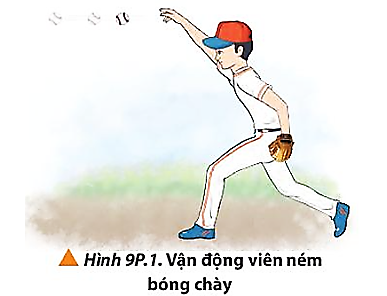 Hình 9P.1. Vận động viên ném
bóng chày